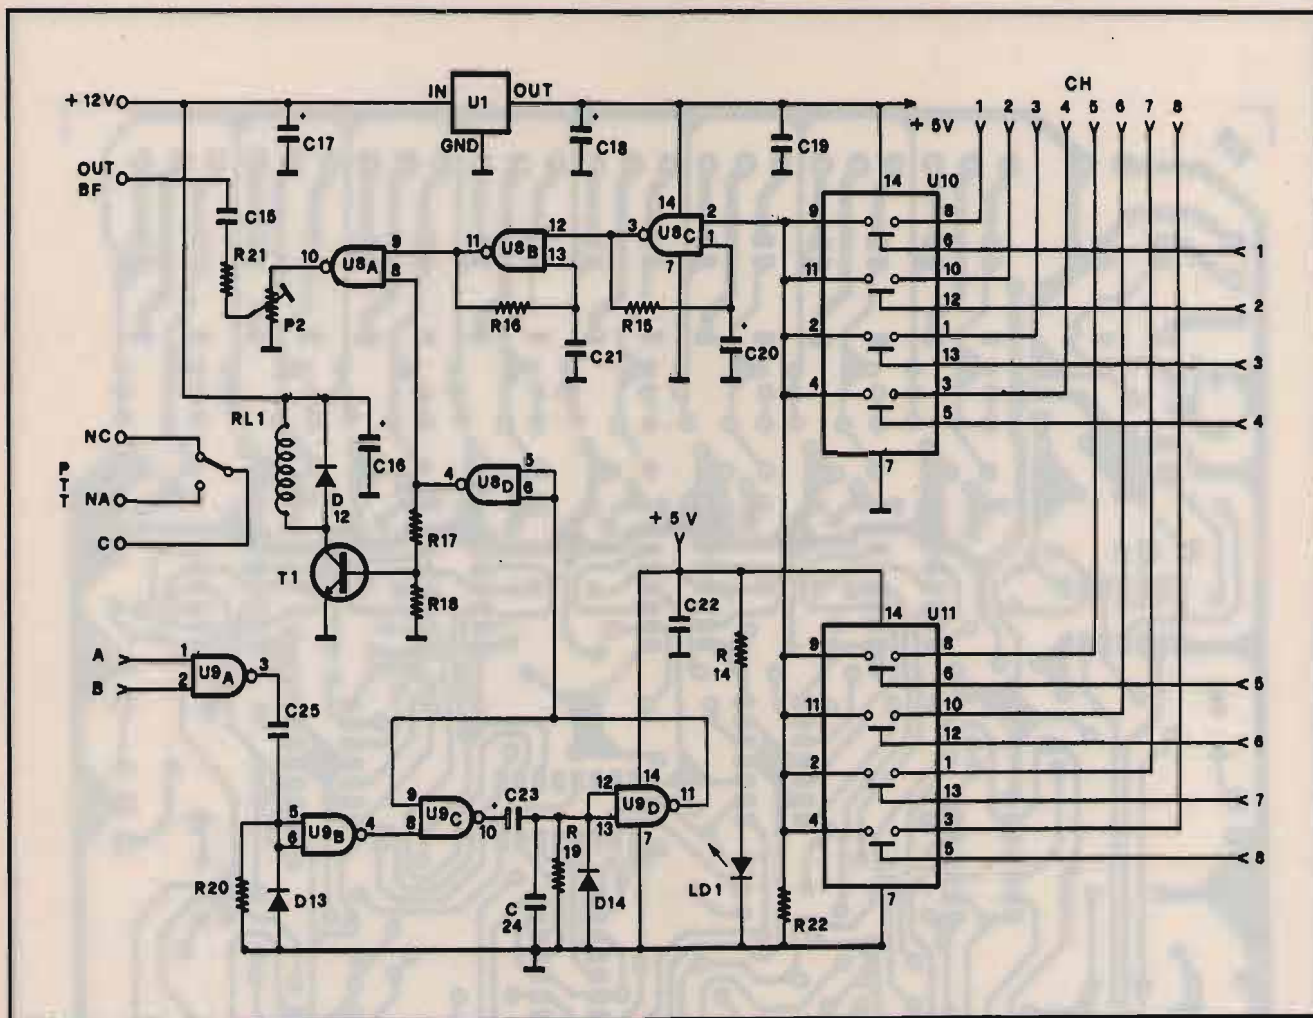 CH
+ 12V
IN
U1
OUT
1 2 3 4 5 6 7 8
+ 5V
GND
C17
C18
C19
OUT
BF
C15
14
U10
14
2
9
8
10
U8A
9
8
11
U8B
12
13
3
U8C
1
7
6
1
R21
11
10
12
2
P2
R16
R15
C21
C20
2
1
13
3
4
3
5
4
RL1
NC
C16
PTT
NA
D
12
4
U8D
5
6
7
C
R17
+ 5 V
T1
R18
C22
14
U11
A
1
U9A
3
R
14
9
8
B
2
6
5
C25
11
10
12
6
12
14
2
1
9
C23
+
U9D
11
13
7
5
U9B
4
8
U9C
10
R
19
13
7
4
3
6
5
8
R20
D13
C
24
D14
LD1
R22
7